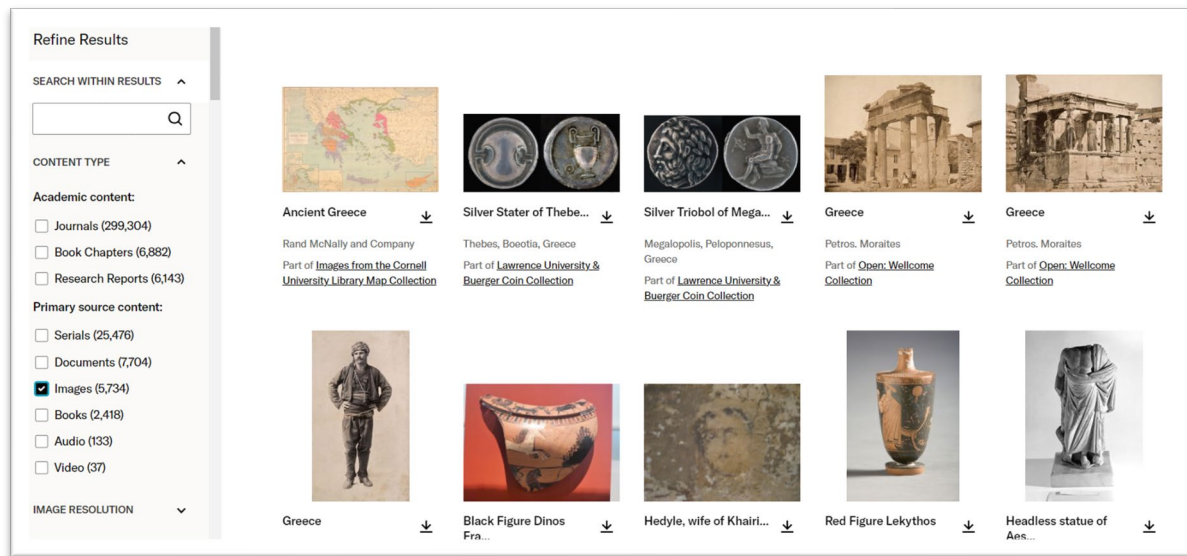 Refine Results
SEARCH WITHIN RESULTS
CONTENT TYPE
Academic content:
Journals (299,304)
Book Chapters (6,882)
Research Reports (6,143)
Primary source content:
Serials (25,476)
Documents (7,704)
Images (5,734)
Books (2,418)
Audio (133)
Video (37)
IMAGE RESOLUTION
Ancient Greece
Rand McNally and Company
Part of Images from the Cornell
University Library Map Collection
Silver Stater of Thebe...
Thebes, Boeotia, Greece
Part of Lawrence University &
Buerger Coin Collection
Silver Triobol of Mega...
Megalopolis, Peloponnesus,
Greece
Part of Lawrence University &
Buerger Coin Collection
Greece
Petros. Moraites
Part of Open: Wellcome
Collection
Greece
Petros. Moraites
Part of Open: Wellcome
Collection
Greece
Black Figure Dinos
Fra...
Hedyle, wife of Khairi...
Red Figure Lekythos
Headless statue of
Aes...